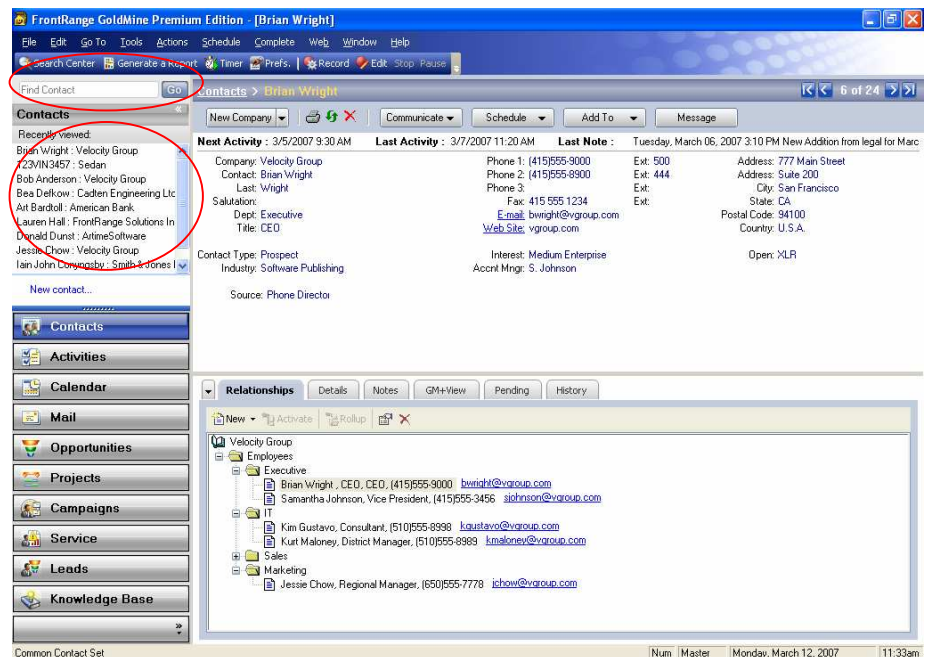 FrontRange GoldMine Premium Edition - [Brian Wright]
File Edit Go To Tools Actions Schedule Complete Web Window Help
Search Center Generate a Report Timer Prefs. Record Edit Stop Pause
Find Contact Go
Contacts > Brian Wright 6 of 24
Contacts
New Company Communicate Schedule Add To Message
Recently viewed:
Brian Wright : Velocity Group
123VIN3457 : Sedan
Bob Anderson : Velocity Group
Bea Defkow : Cadten Engineering Ltc
Art Bardtoll : American Bank
Lauren Hall : FrontRange Solutions In
Donald Dunst : ArtimeSoftware
Jessie Chow : Velocity Group
Iain John Conyngsby : Smith & Jones I
New contact...
Next Activity : 3/5/2007 9:30 AM Last Activity : 3/7/2007 11:20 AM Last Note : Tuesday, March 06, 2007 3:10 PM New Addition from legal for Marc
Company: Velocity Group Phone 1: (415)555-9000 Ext: 500 Address: 777 Main Street
Contact: Brian Wright Phone 2: (415)555-8900 Ext: 444 Address: Suite 200
Last: Wright Phone 3: Ext: City: San Francisco
Salutation: Fax: 415 555 1234 Ext: State: CA
Dept: Executive E-mail: bwright@vgroup.com Postal Code: 94100
Title: CEO Web Site: vgroup.com Country: U.S.A.
Contact Type: Prospect Interest: Medium Enterprise Open: XLR
Industry: Software Publishing Accnt Mngr: S. Johnson
Source: Phone Director
Contacts
Activities
Calendar
Mail
Opportunities
Projects
Campaigns
Service
Leads
Knowledge Base
Relationships Details Notes GM+View Pending History
New Activate Rollup
Velocity Group
Employees
Executive
Brian Wright , CEO, CEO, (415)555-9000 bwright@vgroup.com
Samantha Johnson, Vice President, (415)555-3456 sjohnson@vgroup.com
IT
Kim Gustavo, Consultant, (510)555-8998 kgustavo@vgroup.com
Kurt Maloney, District Manager, (510)555-8989 kmaloney@vgroup.com
Sales
Marketing
Jessie Chow, Regional Manager, (650)555-7778 jchow@vgroup.com
Common Contact Set Num Master Monday, March 12, 2007 11:33am